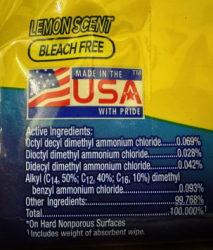 LEMON SCENT
BLEACH FREE
MADE IN THE
USA™
WITH PRIDE
Active Ingredients:
Octyl decyl dimethyl ammonium chloride.....0.069%
Dioctyl dimethyl ammonium chloride..........0.028%
Didecyl dimethyl ammonium chloride.........0.042%
Alkyl (C14, 50%; C12, 40%; C16, 10%) dimethyl
benzyl ammonium chloride.....................0.093%
Other Ingredients:...............................99.768%
Total................................................100.000%†
*On Hard Nonporous Surfaces
†Includes weight of absorbent wipe.